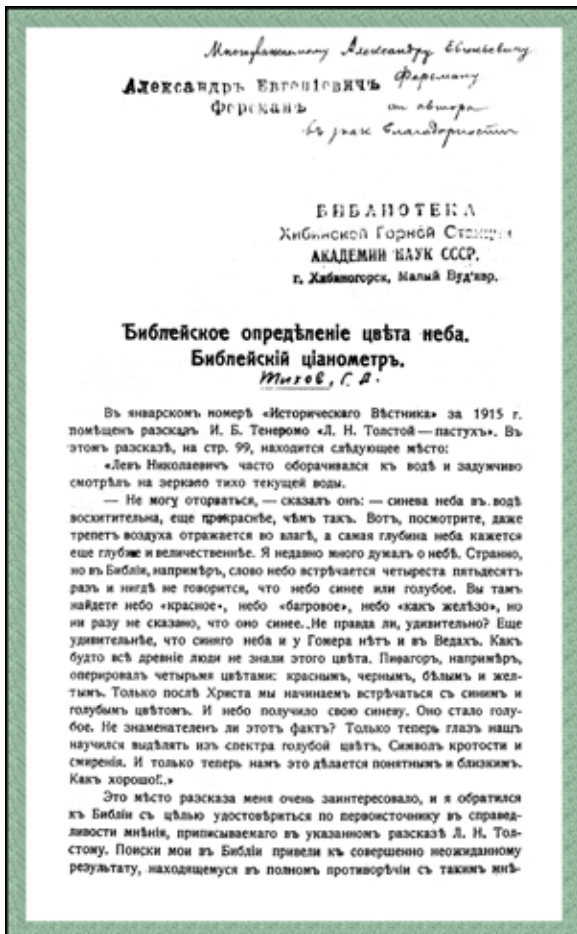 Многоуважаемому Александру Евгеньевичу
Ферсману
от автора
въ знак благодарности
Александръ Евгеніевичъ
Ферсманъ
БИБЛИОТЕКА
Хибинской Горной Станции
АКАДЕМИИ НАУК СССР.
г. Хибиногорск, Малый Вудъявр.
Библейское опредѣленіе цвѣта неба.
Библейскій ціанометръ.
Тихов, Г. А.
Въ январскомъ номерѣ «Историческаго Вѣстника» за 1915 г.
помѣщенъ разсказъ И. Б. Тенеромо «Л. Н. Толстой — пастухъ». Въ
этомъ разсказѣ, на стр. 99, находится слѣдующее мѣсто:
«Левъ Николаевичъ часто оборачивался къ водѣ и задумчиво
смотрѣлъ на зеркало тихо текущей воды.
— Не могу оторваться, — сказалъ онъ: — синева неба въ водѣ
восхитительна, еще прекраснѣе, чѣмъ такъ. Вотъ, посмотрите, даже
трепетъ воздуха отражается во влагѣ, а самая глубина неба кажется
еще глубже и величественнѣе. Я недавно много думалъ о небѣ. Странно,
но въ Библіи, напримѣръ, слово небо встрѣчается четыреста пятьдесятъ
разъ и нигдѣ не говорится, что небо синее или голубое. Вы тамъ
найдете небо «красное», небо «багровое», небо «какъ желѣзо», но
ни разу не сказано, что оно синее. Не правда ли, удивительно? Еще
удивительнѣе, что синяго неба и у Гомера нѣтъ и въ Ведахъ. Какъ
будто всѣ древніе люди не знали этого цвѣта. Пиѳагоръ, напримѣръ,
оперировалъ четырьмя цвѣтами: краснымъ, чернымъ, бѣлымъ и жел-
тымъ. Только послѣ Христа мы начинаемъ встрѣчаться съ синимъ и
голубымъ цвѣтомъ. И небо получило свою синеву. Оно стало голу-
бое. Не знаменателен ли этотъ фактъ? Только теперь глазъ нашъ
научился выдѣлять изъ спектра голубой цвѣтъ. Символъ кротости и
смиренія. И только теперь намъ это дѣлается понятнымъ и близкимъ.
Какъ хорошо!..»
Это мѣсто разсказа меня очень заинтересовало, и я обратился
къ Библіи съ цѣлью удостовѣриться по первоисточнику въ справед-
ливости мнѣнія, приписываемаго въ указанном разсказѣ Л. Н. Тол-
стому. Поиски мои въ Библіи привели къ совершенно неожиданному
результату, находящемуся въ полномъ противорѣчіи съ такимъ мнѣ-